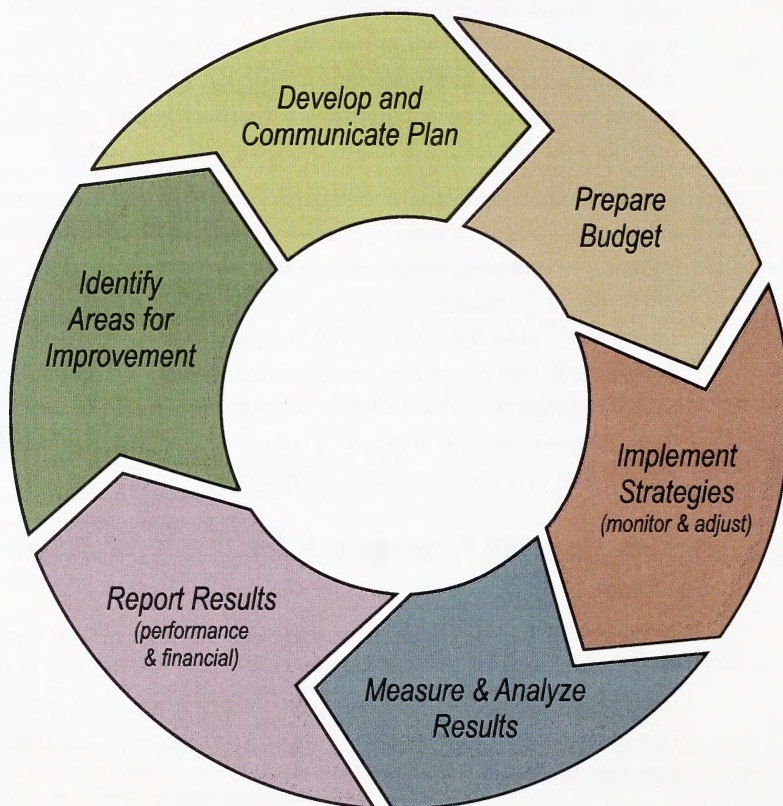 Develop and
Communicate Plan
Prepare
Budget
Implement
Strategies
(monitor & adjust)
Measure & Analyze
Results
Report Results
(performance
& financial)
Identify
Areas for
Improvement